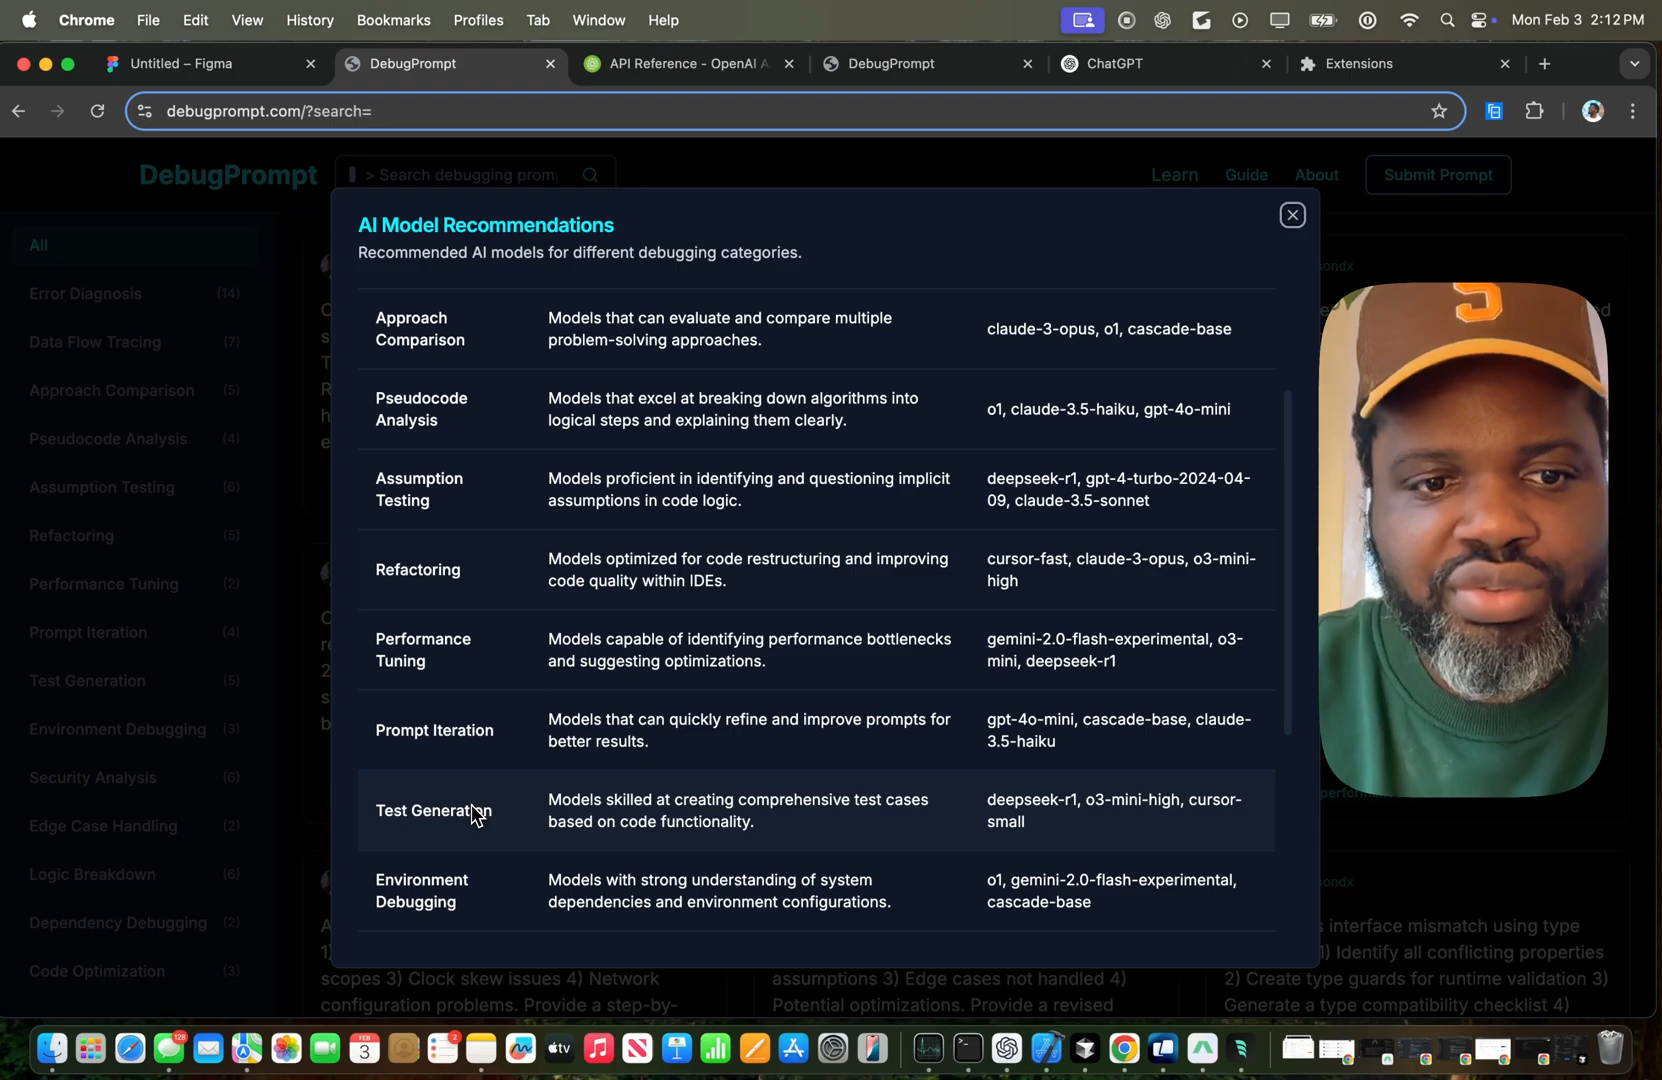 Chrome File Edit View History Bookmarks Profiles Tab Window Help Mon Feb 3 2:12 PM
Untitled – Figma DebugPrompt API Reference - OpenAI A DebugPrompt ChatGPT Extensions
debugprompt.com/?search=
DebugPrompt > Search debugging prom Learn Guide About Submit Prompt
AI Model Recommendations
Recommended AI models for different debugging categories.
All
Error Diagnosis (14)
Data Flow Tracing (7)
Approach Comparison (5)
Pseudocode Analysis (4)
Assumption Testing (6)
Refactoring (5)
Performance Tuning (2)
Prompt Iteration (4)
Test Generation (5)
Environment Debugging (3)
Security Analysis (6)
Edge Case Handling (2)
Logic Breakdown (6)
Dependency Debugging (2)
Code Optimization (3)
Approach
Comparison
Models that can evaluate and compare multiple
problem-solving approaches.
claude-3-opus, o1, cascade-base
Pseudocode
Analysis
Models that excel at breaking down algorithms into
logical steps and explaining them clearly.
o1, claude-3.5-haiku, gpt-4o-mini
Assumption
Testing
Models proficient in identifying and questioning implicit
assumptions in code logic.
deepseek-r1, gpt-4-turbo-2024-04-
09, claude-3.5-sonnet
Refactoring
Models optimized for code restructuring and improving
code quality within IDEs.
cursor-fast, claude-3-opus, o3-mini-
high
Performance
Tuning
Models capable of identifying performance bottlenecks
and suggesting optimizations.
gemini-2.0-flash-experimental, o3-
mini, deepseek-r1
Prompt Iteration
Models that can quickly refine and improve prompts for
better results.
gpt-4o-mini, cascade-base, claude-
3.5-haiku
Test Generation
Models skilled at creating comprehensive test cases
based on code functionality.
deepseek-r1, o3-mini-high, cursor-
small
Environment
Debugging
Models with strong understanding of system
dependencies and environment configurations.
o1, gemini-2.0-flash-experimental,
cascade-base
sondx
S
sondx
scopes 3) Clock skew issues 4) Network
configuration problems. Provide a step-by-
assumptions 3) Edge cases not handled 4)
Potential optimizations. Provide a revised
interface mismatch using type
1) Identify all conflicting properties
2) Create type guards for runtime validation 3)
Generate a type compatibility checklist 4)
128
FEB
3
2
tv